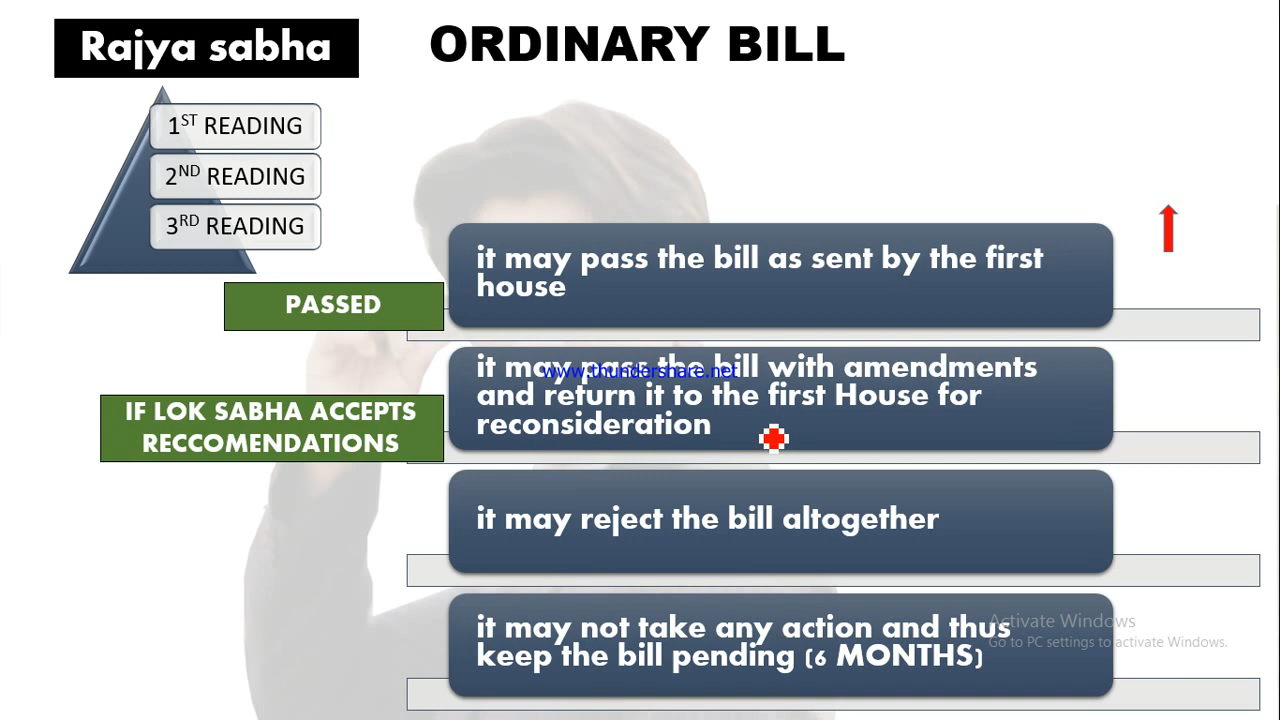 Rajya sabha
ORDINARY BILL
1ST READING
2ND READING
3RD READING
it may pass the bill as sent by the first
house
PASSED
it may pass the bill with amendments
and return it to the first House for
reconsideration
www.thundershare.net
IF LOK SABHA ACCEPTS
RECCOMENDATIONS
it may reject the bill altogether
it may not take any action and thus
keep the bill pending (6 MONTHS)
Activate Windows
Go to PC settings to activate Windows.